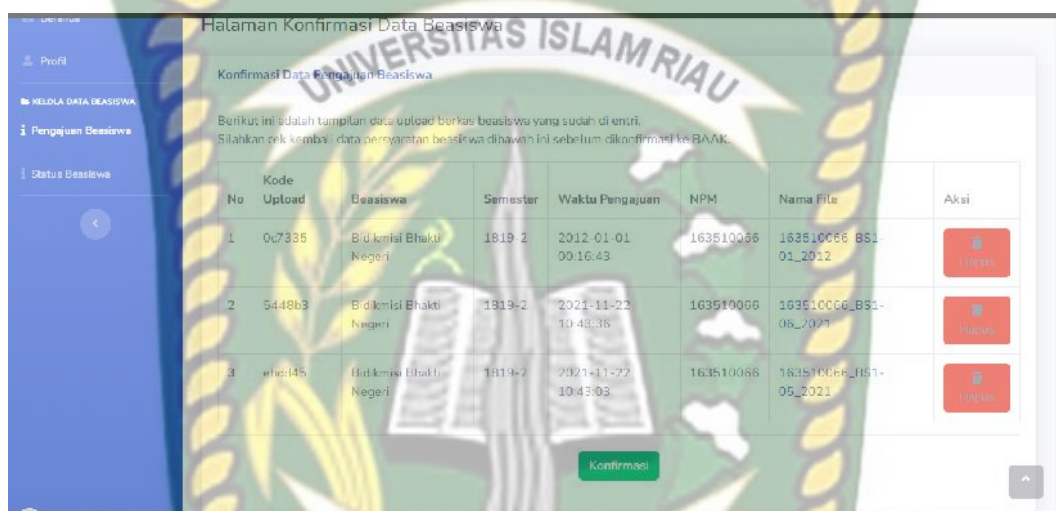 Beranda
Halaman Konfirmasi Data Beasiswa
UNIVERSITAS ISLAM RIAU
Profil
Konfirmasi Data Pengajuan Beasiswa
KELOLA DATA BEASISWA
Pengajuan Beasiswa
Status Beasiswa
Berikut ini adalah tampilan data upload berkas beasiswa yang sudah di entri.
Silahkan cek kembali data persyaratan beasiswa dibawah ini sebelum dikonfirmasi ke BAAK.
No Kode Upload Beasiswa Semester Waktu Pengajuan NPM Nama File Aksi
1 0c7335 Bidikmisi Bhakti 1819-2 2012-01-01 163510066 163510066_BS1-
Negeri 00:16:43 01_2012 Hapus
2 5448b3 Bidikmisi Bhakti 1819-2 2021-11-22 163510066 163510066_BS1-
Negeri 10:43:36 06_2021 Hapus
3 Bidikmisi Bhakti 1819-2 2021-11-22 163510066 163510066_BS1-
Negeri 10:43:03 05_2021 Hapus
Konfirmasi